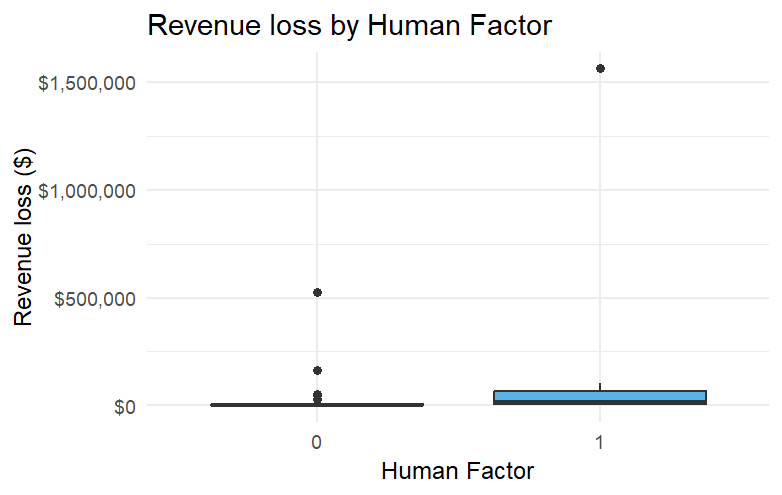 Revenue loss by Human Factor
Revenue loss ($)
$1,500,000
$1,000,000
$500,000
$0
0
1
Human Factor